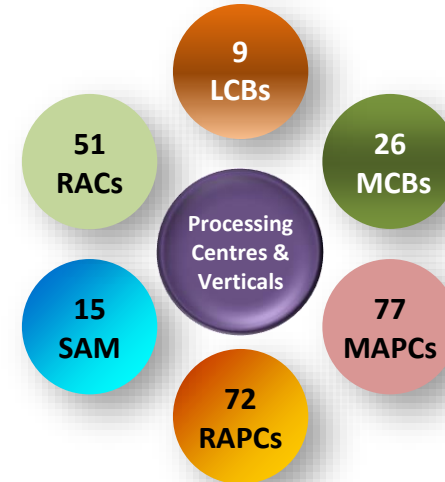 9
LCBs
51
RACs
26
MCBs
Processing
Centres &
Verticals
15
SAM
77
MAPCs
72
RAPCs